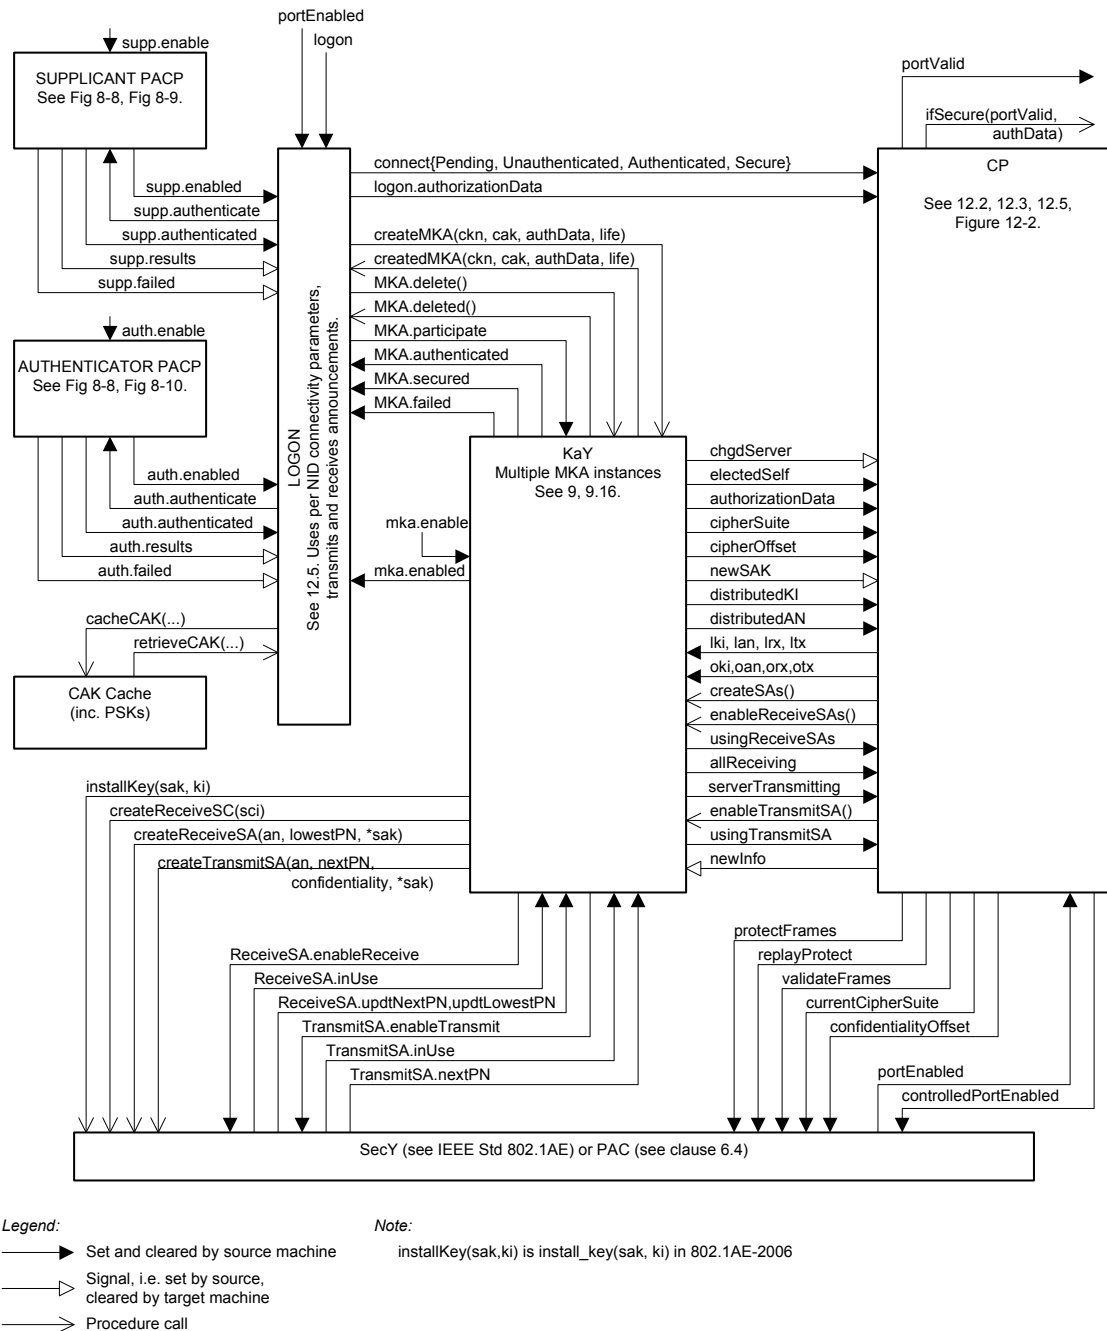 portEnabled
logon
supp.enable
SUPPLICANT PACP
See Fig 8-8, Fig 8-9.
supp.enabled
supp.authenticate
supp.authenticated
supp.results
supp.failed
auth.enable
AUTHENTICATOR PACP
See Fig 8-8, Fig 8-10.
auth.enabled
auth.authenticate
auth.authenticated
auth.results
auth.failed
cacheCAK(...)
retrieveCAK(...)
CAK Cache
(inc. PSKs)
LOGON
See 12.5. Uses per NID connectivity parameters,
transmits and receives announcements.
connect{Pending, Unauthenticated, Authenticated, Secure}
logon.authorizationData
createMKA(ckn, cak, authData, life)
createdMKA(ckn, cak, authData, life)
MKA.delete()
MKA.deleted()
MKA.participate
MKA.authenticated
MKA.secured
MKA.failed
mka.enable
mka.enabled
KaY
Multiple MKA instances
See 9, 9.16.
portValid
ifSecure(portValid,
authData)
CP
See 12.2, 12.3, 12.5,
Figure 12-2.
chgdServer
electedSelf
authorizationData
cipherSuite
cipherOffset
newSAK
distributedKI
distributedAN
lki, lan, lrx, ltx
oki,oan,orx,otx
createSAs()
enableReceiveSAs()
usingReceiveSAs
allReceiving
serverTransmitting
enableTransmitSA()
usingTransmitSA
newInfo
installKey(sak, ki)
createReceiveSC(sci)
createReceiveSA(an, lowestPN, *sak)
createTransmitSA(an, nextPN,
confidentiality, *sak)
ReceiveSA.enableReceive
ReceiveSA.inUse
ReceiveSA.updtNextPN,updtLowestPN
TransmitSA.enableTransmit
TransmitSA.inUse
TransmitSA.nextPN
protectFrames
replayProtect
validateFrames
currentCipherSuite
confidentialityOffset
portEnabled
controlledPortEnabled
SecY (see IEEE Std 802.1AE) or PAC (see clause 6.4)
Legend:
Set and cleared by source machine
Signal, i.e. set by source,
cleared by target machine
Procedure call
Note:
installKey(sak,ki) is install_key(sak, ki) in 802.1AE-2006